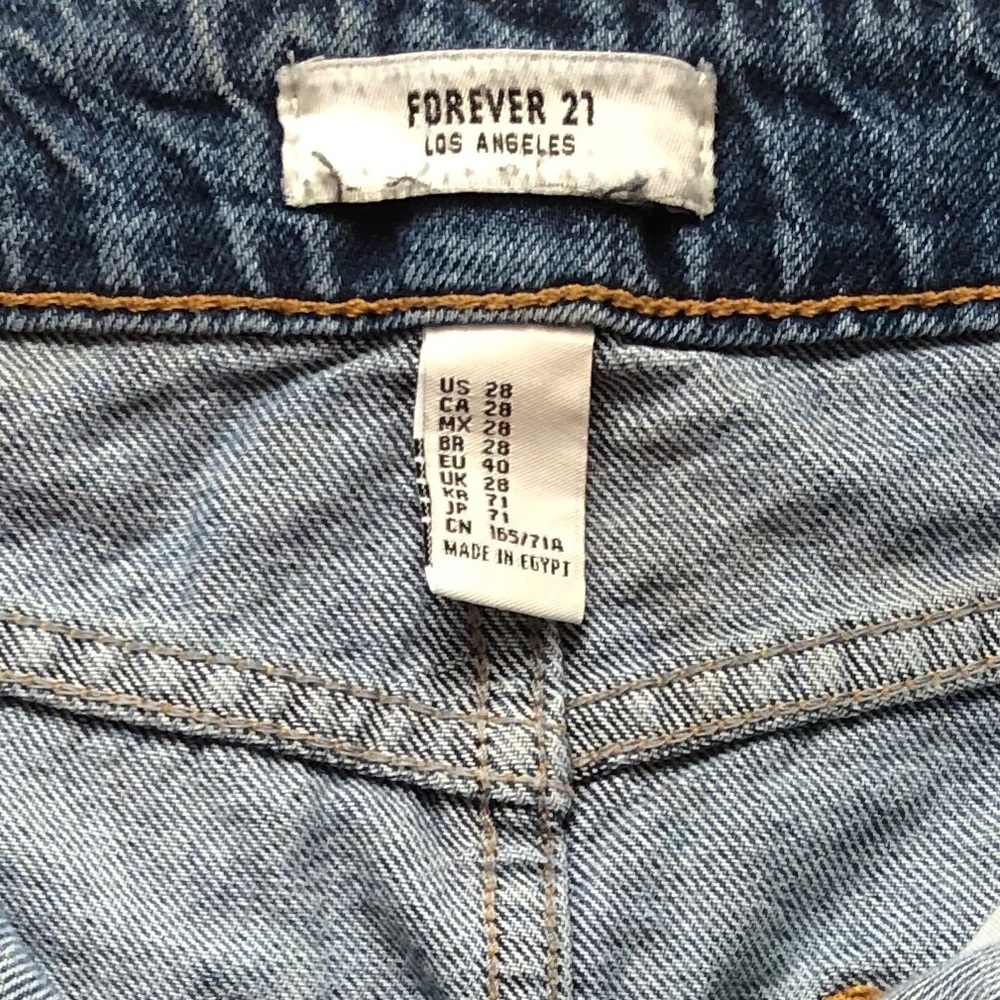 FOREVER 21
LOS ANGELES
US 28
CA 28
MX 28
BR 28
EU 40
UK 28
KR 71
JP 71
CN 165/71A
MADE IN EGYPT